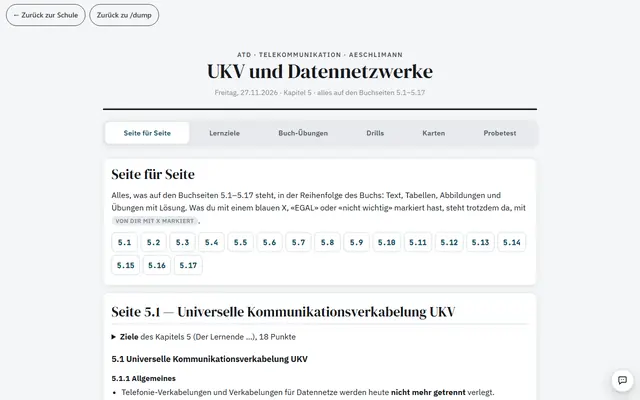 ← Zurück zur Schule
Zurück zu /dump
ATD · TELEKOMMUNIKATION · AESCHLIMANN
UKV und Datennetzwerke
Freitag, 27.11.2026 · Kapitel 5 · alles auf den Buchseiten 5.1–5.17
Seite für Seite
Lernziele
Buch-Übungen
Drills
Karten
Probetest
Seite für Seite
Alles, was auf den Buchseiten 5.1–5.17 steht, in der Reihenfolge des Buchs: Text, Tabellen, Abbildungen und
Übungen mit Lösung. Was du mit einem blauen X, «EGAL» oder «nicht wichtig» markiert hast, steht trotzdem da, mit
VON DIR MIT X MARKIERT.
5.1 5.2 5.3 5.4 5.5 5.6 5.7 5.8 5.9 5.10 5.11 5.12 5.13 5.14
5.15 5.16 5.17
Seite 5.1 — Universelle Kommunikationsverkabelung UKV
▶ Ziele des Kapitels 5 (Der Lernende ...), 18 Punkte
5.1 Universelle Kommunikationsverkabelung UKV
5.1.1 Allgemeines
• Telefonie-Verkabelungen und Verkabelungen für Datennetze werden heute nicht mehr getrennt verlegt.